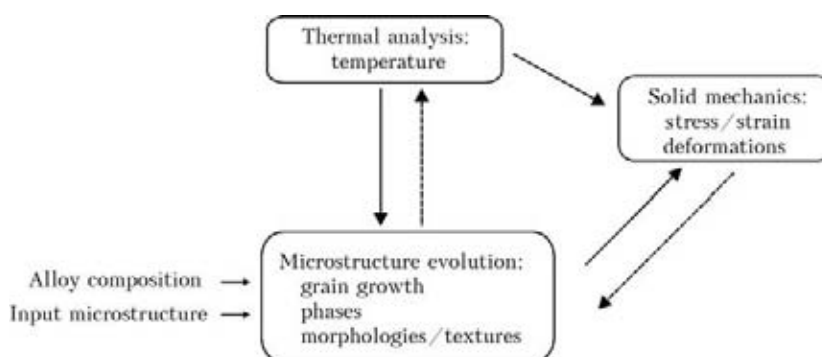 Thermal analysis:
temperature
Solid mechanics:
stress/strain
deformations
Alloy composition
Input microstructure
Microstructure evolution:
grain growth
phases
morphologies/textures